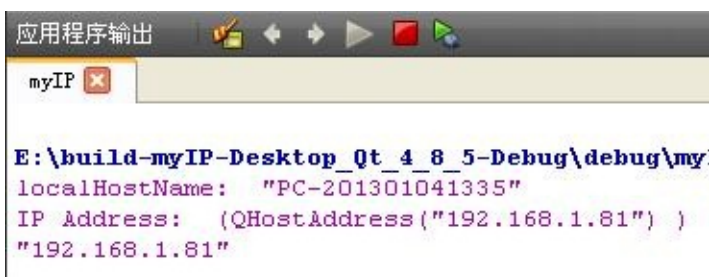 应用程序输出
myIP
E:\build-myIP-Desktop_Qt_4_8_5-Debug\debug\my
localHostName:  "PC-201301041335"
IP Address:  (QHostAddress("192.168.1.81") )
"192.168.1.81"